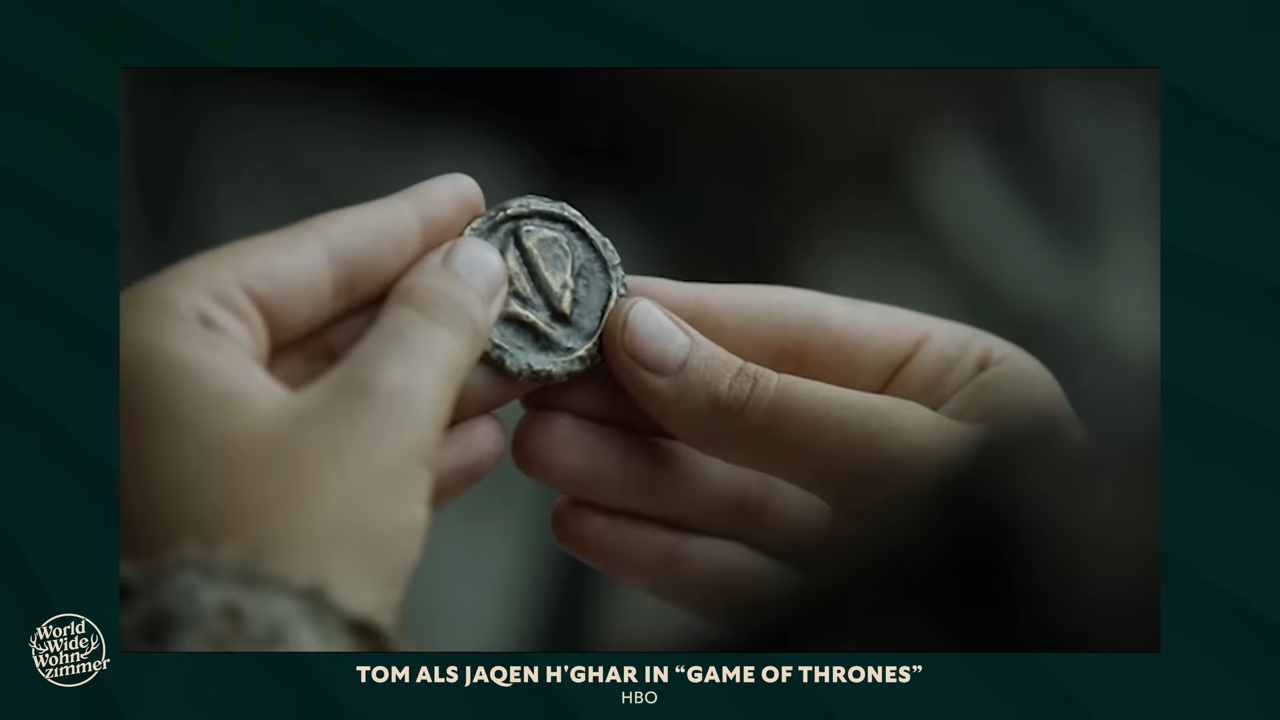 World
Wide
Wohn-
zimmer
TOM ALS JAQEN H'GHAR IN “GAME OF THRONES”
HBO